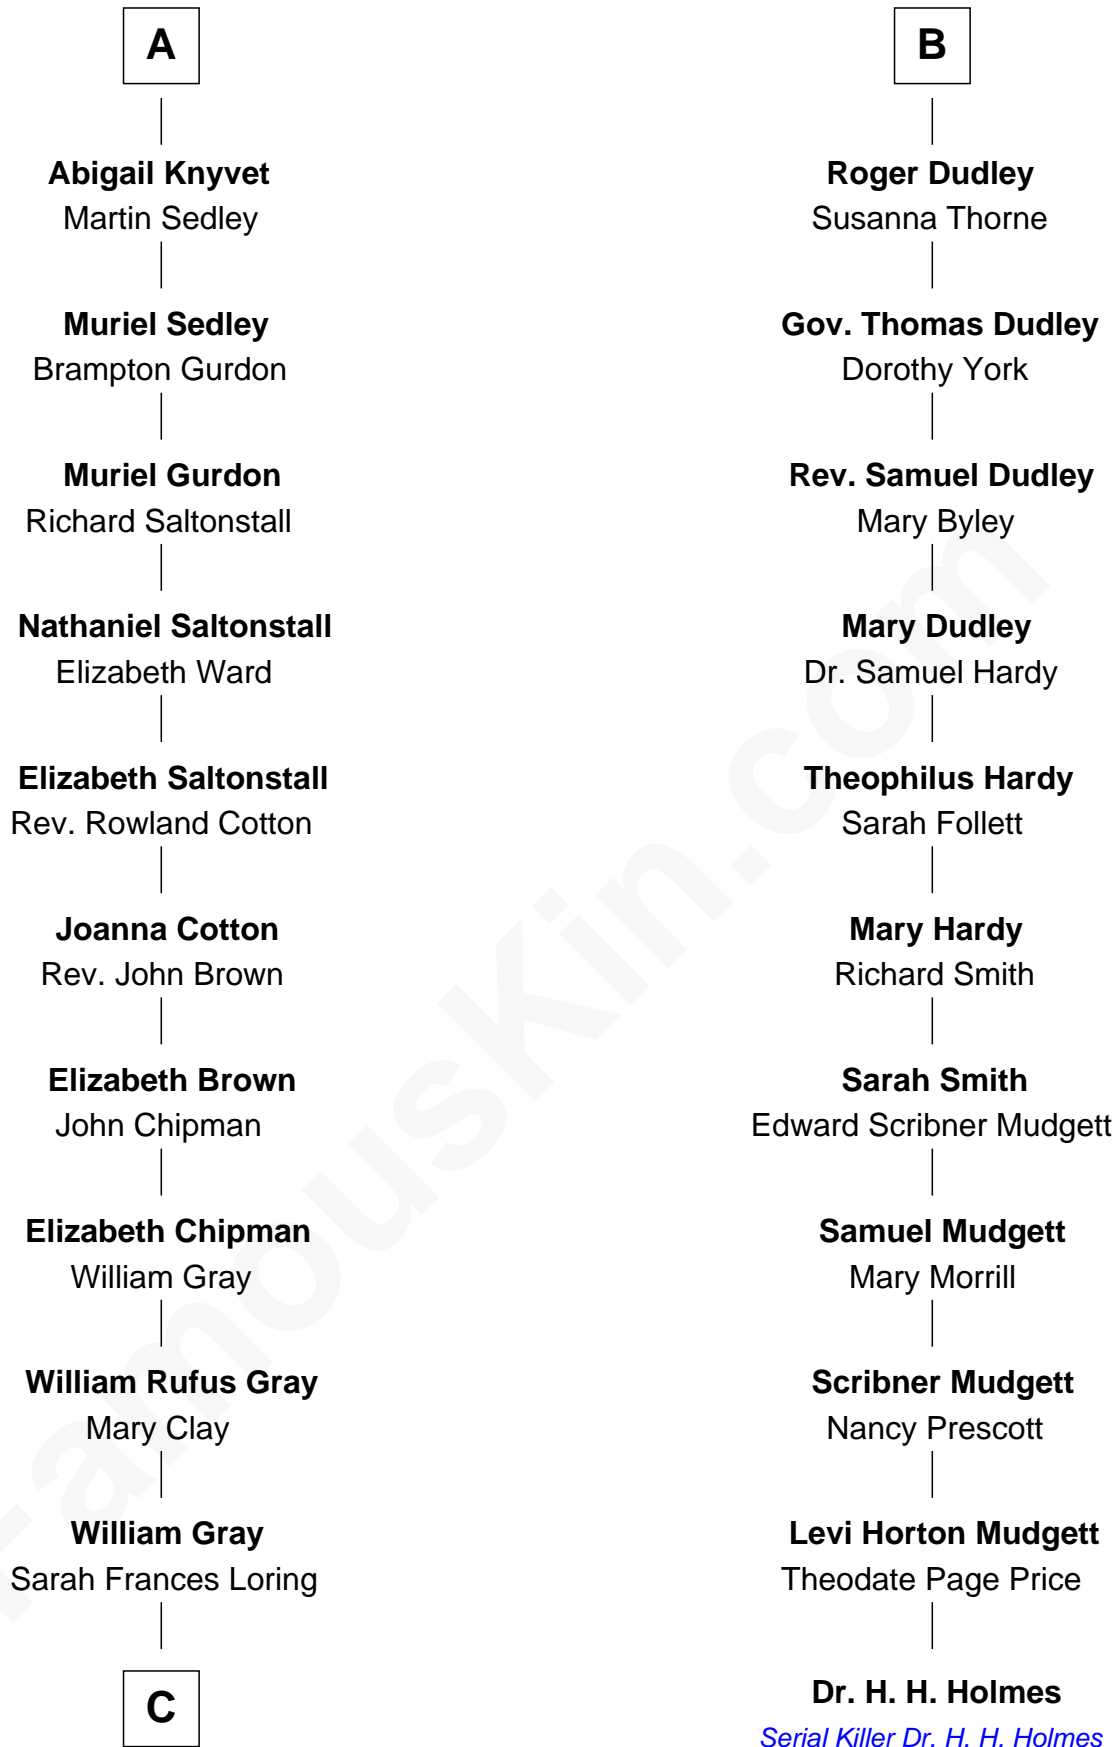 A
Abigail Knyvet
Martin Sedley
Muriel Sedley
Brampton Gurdon
Muriel Gurdon
Richard Saltonstall
Nathaniel Saltonstall
Elizabeth Ward
Elizabeth Saltonstall
Rev. Rowland Cotton
Joanna Cotton
Rev. John Brown
Elizabeth Brown
John Chipman
Elizabeth Chipman
William Gray
William Rufus Gray
Mary Clay
William Gray
Sarah Frances Loring
C
B
Roger Dudley
Susanna Thorne
Gov. Thomas Dudley
Dorothy York
Rev. Samuel Dudley
Mary Byley
Mary Dudley
Dr. Samuel Hardy
Theophilus Hardy
Sarah Follett
Mary Hardy
Richard Smith
Sarah Smith
Edward Scribner Mudgett
Samuel Mudgett
Mary Morrill
Scribner Mudgett
Nancy Prescott
Levi Horton Mudgett
Theodate Page Price
Dr. H. H. Holmes
Serial Killer Dr. H. H. Holmes
FamousKin.com